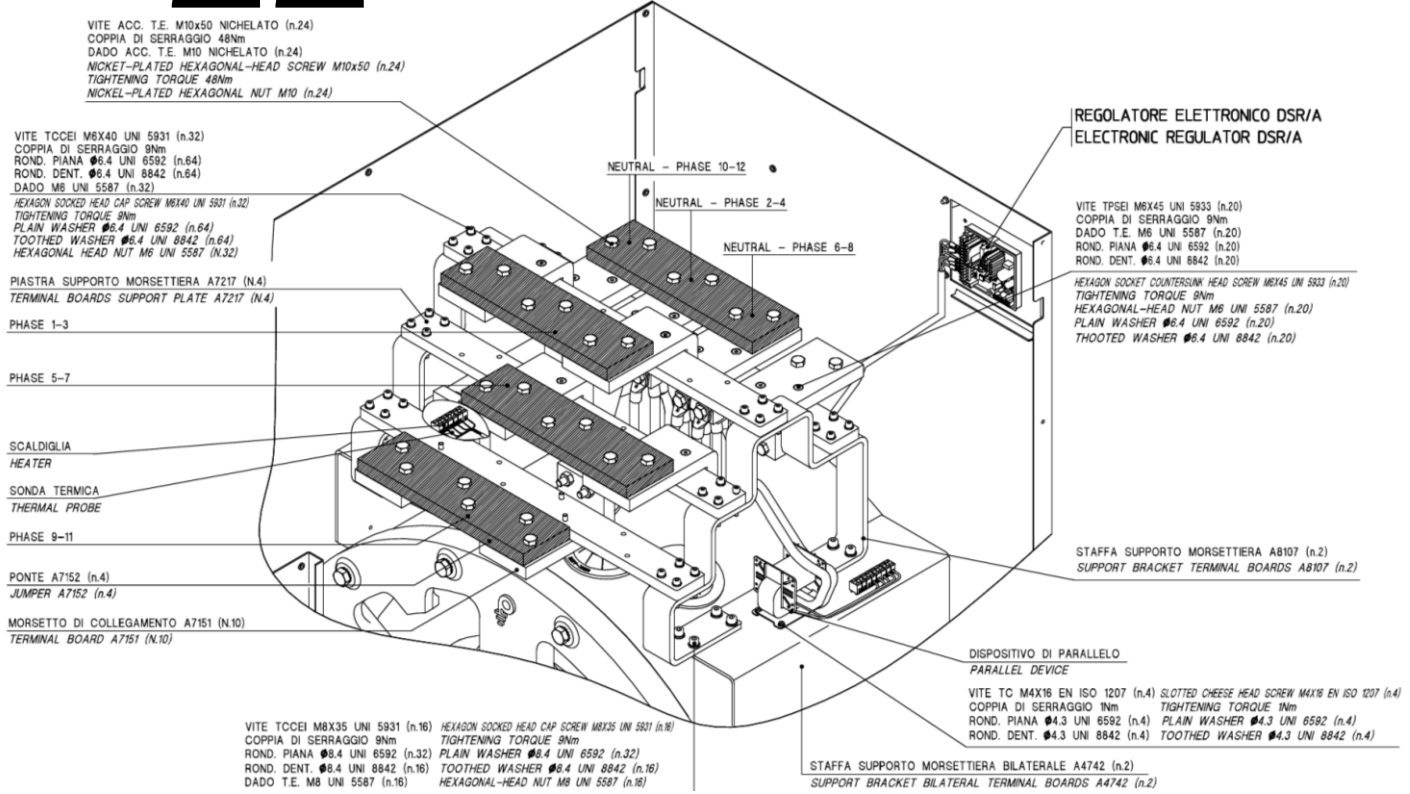 VITE ACC. T.E. M10x50 NICHELATO (n.24)
COPPIA DI SERRAGGIO 48Nm
DADO ACC. T.E. M10 NICHELATO (n.24)
NICKET-PLATED HEXAGONAL-HEAD SCREW M10x50 (n.24)
TIGHTENING TORQUE 48Nm
NICKEL-PLATED HEXAGONAL NUT M10 (n.24)
VITE TCCEI M6X40 UNI 5931 (n.32)
COPPIA DI SERRAGGIO 9Nm
ROND. PIANA Ø6.4 UNI 6592 (n.64)
ROND. DENT. Ø6.4 UNI 8842 (n.64)
DADO M6 UNI 5587 (n.32)
HEXAGON SOCKED HEAD CAP SCREW M6X40 UNI 5931 (n.32)
TIGHTENING TORQUE 9Nm
PLAIN WASHER Ø6.4 UNI 6592 (n.64)
TOOTHED WASHER Ø6.4 UNI 8842 (n.64)
HEXAGONAL HEAD NUT M6 UNI 5587 (N.32)
PIASTRA SUPPORTO MORSETTIERA A7217 (N.4)
TERMINAL BOARDS SUPPORT PLATE A7217 (N.4)
PHASE 1-3
PHASE 5-7
SCALDIGLIA
HEATER
SONDA TERMICA
THERMAL PROBE
PHASE 9-11
PONTE A7152 (n.4)
JUMPER A7152 (n.4)
MORSETTO DI COLLEGAMENTO A7151 (N.10)
TERMINAL BOARD A7151 (N.10)
NEUTRAL - PHASE 10-12
NEUTRAL - PHASE 2-4
NEUTRAL - PHASE 6-8
REGOLATORE ELETTRONICO DSR/A
ELECTRONIC REGULATOR DSR/A
VITE TPSEI M6X45 UNI 5933 (n.20)
COPPIA DI SERRAGGIO 9Nm
DADO T.E. M6 UNI 5587 (n.20)
ROND. PIANA Ø6.4 UNI 6592 (n.20)
ROND. DENT. Ø6.4 UNI 8842 (n.20)
HEXAGON SOCKET COUNTERSUNK HEAD SCREW M6X45 UNI 5933 (n.20)
TIGHTENING TORQUE 9Nm
HEXAGONAL-HEAD NUT M6 UNI 5587 (n.20)
PLAIN WASHER Ø6.4 UNI 6592 (n.20)
THOOTED WASHER Ø6.4 UNI 8842 (n.20)
STAFFA SUPPORTO MORSETTIERA A8107 (n.2)
SUPPORT BRACKET TERMINAL BOARDS A8107 (n.2)
DISPOSITIVO DI PARALLELO
PARALLEL DEVICE
VITE TC M4X16 EN ISO 1207 (n.4) SLOTTED CHEESE HEAD SCREW M4X16 EN ISO 1207 (n.4)
COPPIA DI SERRAGGIO 1Nm TIGHTENING TORQUE 1Nm
ROND. PIANA Ø4.3 UNI 6592 (n.4) PLAIN WASHER Ø4.3 UNI 6592 (n.4)
ROND. DENT. Ø4.3 UNI 8842 (n.4) TOOTHED WASHER Ø4.3 UNI 8842 (n.4)
STAFFA SUPPORTO MORSETTIERA BILATERALE A4742 (n.2)
SUPPORT BRACKET BILATERAL TERMINAL BOARDS A4742 (n.2)
VITE TCCEI M8X35 UNI 5931 (n.16) HEXAGON SOCKED HEAD CAP SCREW M8X35 UNI 5931 (n.16)
COPPIA DI SERRAGGIO 9Nm TIGHTENING TORQUE 9Nm
ROND. PIANA Ø8.4 UNI 6592 (n.32) PLAIN WASHER Ø8.4 UNI 6592 (n.32)
ROND. DENT. Ø8.4 UNI 8842 (n.16) TOOTHED WASHER Ø8.4 UNI 8842 (n.16)
DADO T.E. M8 UNI 5587 (n.16) HEXAGONAL-HEAD NUT M8 UNI 5587 (n.16)